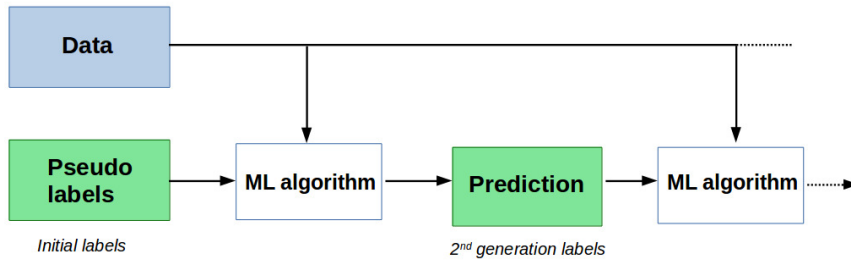 Data
Pseudo
labels
ML algorithm
Prediction
ML algorithm
Initial labels
2nd generation labels